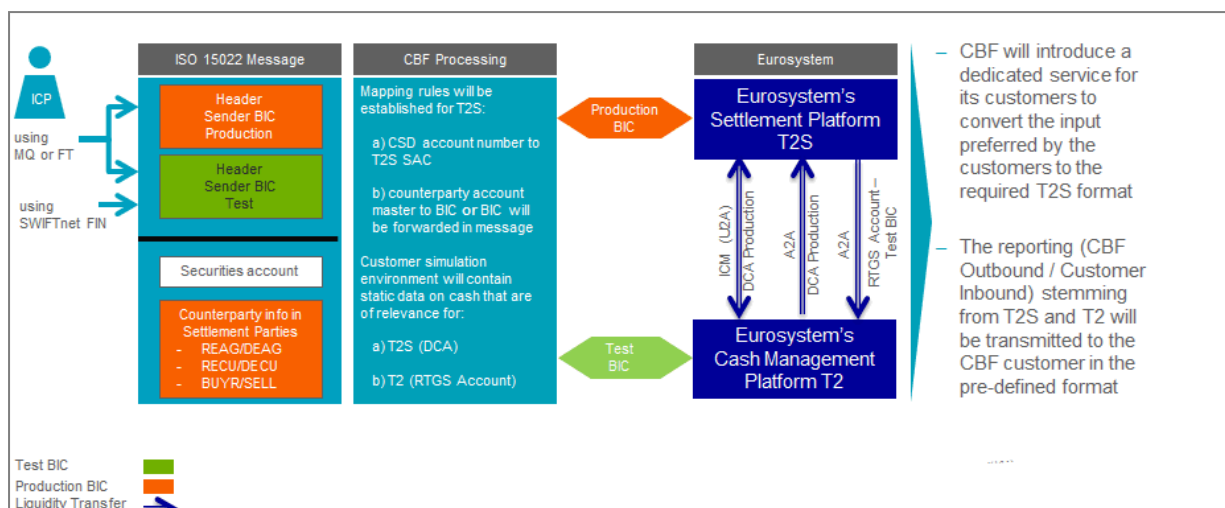 ISO 15022 Message
CBF Processing
Eurosystem
ICP
using
MQ or FT
using
SWIFTnet FIN
Header
Sender BIC
Production
Header
Sender BIC
Test
Securities account
Counterparty info in
Settlement Parties
- REAG/DEAG
- RECU/DECU
- BUYR/SELL
Mapping rules will be
established for T2S:
a) CSD account number to
T2S SAC
b) counterparty account
master to BIC or BIC will
be forwarded in message
Customer simulation
environment will contain
static data on cash that are
of relevance for:
a) T2S (DCA)
b) T2 (RTGS Account)
Production
BIC
Test
BIC
Eurosystem's
Settlement Platform
T2S
ICM (U2A)
DCA Production
A2A
DCA Production
A2A
RTGS Account –
Test BIC
Eurosystem's
Cash Management
Platform T2
– CBF will introduce a
dedicated service for
its customers to
convert the input
preferred by the
customers to the
required T2S format
– The reporting (CBF
Outbound / Customer
Inbound) stemming
from T2S and T2 will
be transmitted to the
CBF customer in the
pre-defined format
Test BIC
Production BIC
Liquidity Transfer